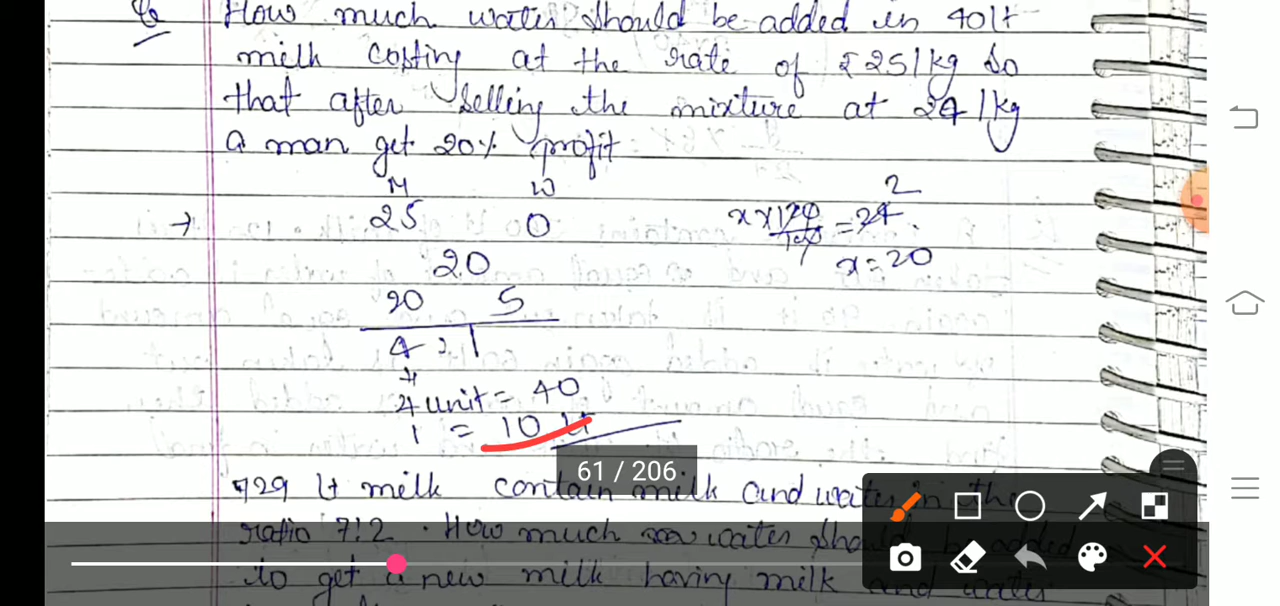 Q How much water should be added in 40lt
milk costing at the rate of ₹25/kg so
that after selling the mixture at 24/kg
a man get 20% profit
M W
→ 25 0
20
20 5
4 : 1
4 unit = 40
1 = 10 lt
x x 120/100 = 24 2
x = 20
729 lt milk contain milk and water in the
ratio 7:2. How much water should be added
to get a new milk having milk and water
61 / 206